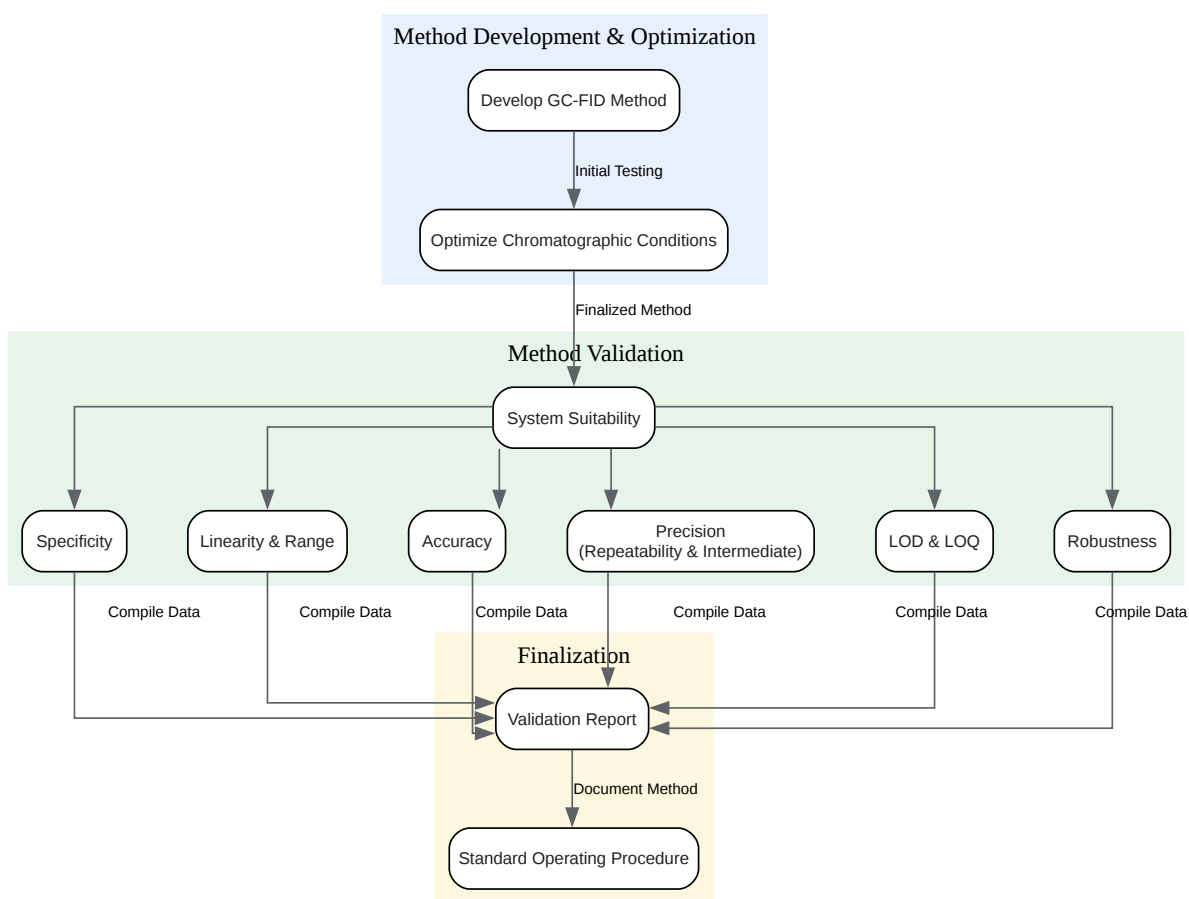 Method Development & Optimization
Develop GC-FID Method
Initial Testing
Optimize Chromatographic Conditions
Finalized Method
Method Validation
System Suitability
Specificity
Linearity & Range
Accuracy
Precision
(Repeatability & Intermediate)
LOD & LOQ
Robustness
Compile Data
Compile Data
Compile Data
Compile Data
Compile Data
Compile Data
Finalization
Validation Report
Document Method
Standard Operating Procedure